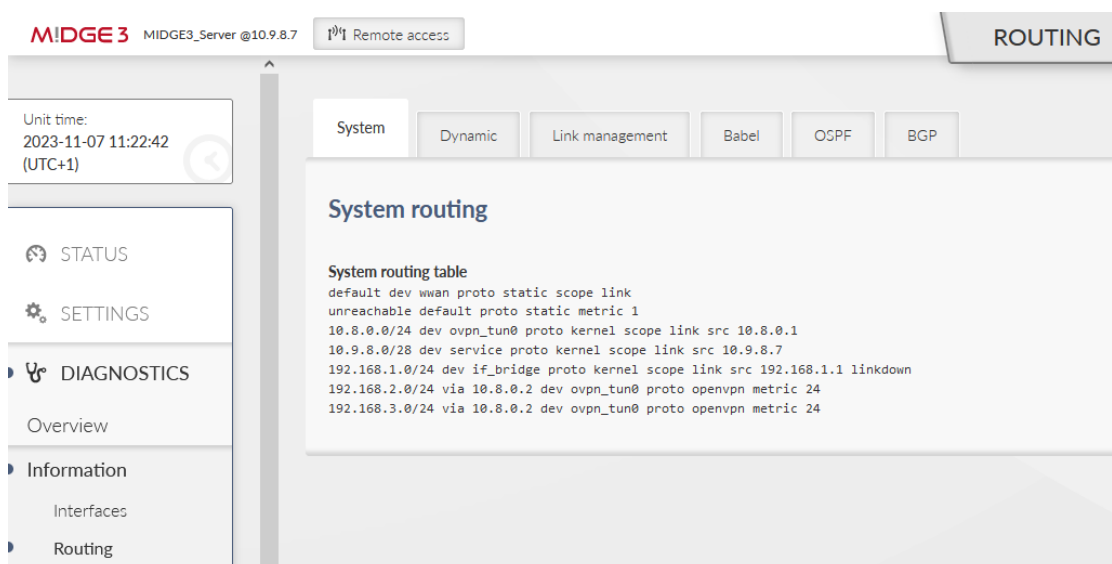 MIDGE 3 MIDGE3_Server @10.9.8.7 Remote access
ROUTING
Unit time:
2023-11-07 11:22:42
(UTC+1)
STATUS
SETTINGS
DIAGNOSTICS
Overview
Information
Interfaces
Routing
System Dynamic Link management Babel OSPF BGP
System routing
System routing table
default dev wwan proto static scope link
unreachable default proto static metric 1
10.8.0.0/24 dev ovpn_tun0 proto kernel scope link src 10.8.0.1
10.9.8.0/28 dev service proto kernel scope link src 10.9.8.7
192.168.1.0/24 dev if_bridge proto kernel scope link src 192.168.1.1 linkdown
192.168.2.0/24 via 10.8.0.2 dev ovpn_tun0 proto openvpn metric 24
192.168.3.0/24 via 10.8.0.2 dev ovpn_tun0 proto openvpn metric 24